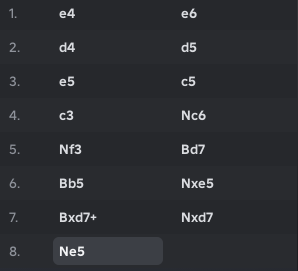 1. e4 e6
2. d4 d5
3. e5 c5
4. c3 Nc6
5. Nf3 Bd7
6. Bb5 Nxe5
7. Bxd7+ Nxd7
8. Ne5